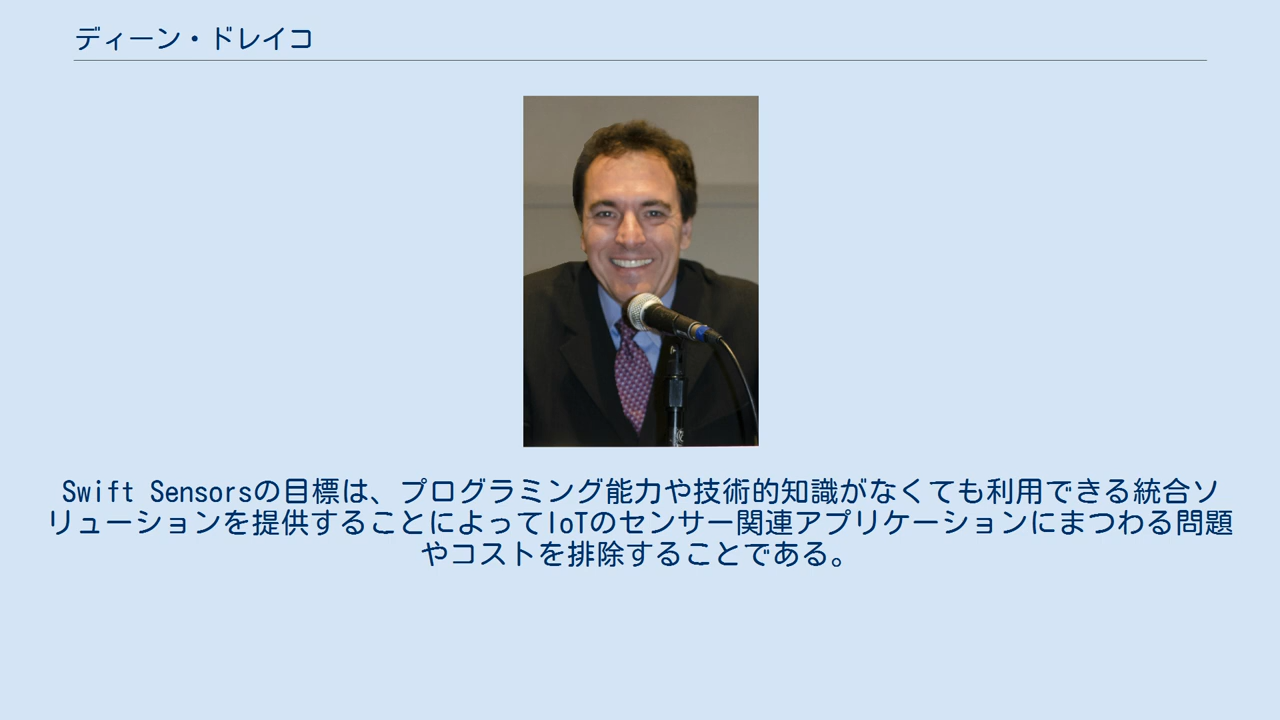 ディーン・ドレイコ
Swift Sensorsの目標は、プログラミング能力や技術的知識がなくても利用できる統合ソ
リューションを提供することによってIoTのセンサー関連アプリケーションにまつわる問題
やコストを排除することである。